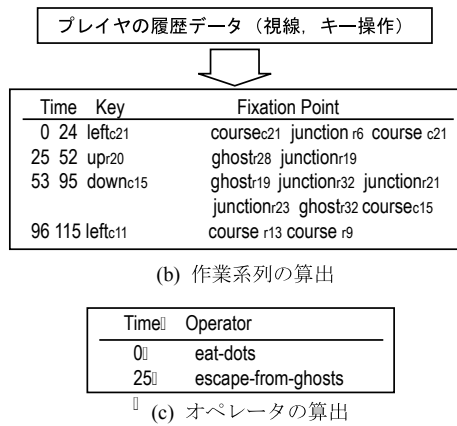 プレイヤの履歴データ（視線，キー操作）
Time Key Fixation Point
0 24 leftc21 coursec21 junction r6 course c21
25 52 upr20 ghostr28 junctionr19
53 95 downc15 ghostr19 junctionr32 junctionr21
junctionr23 ghostr32 coursec15
96 115 leftc11 course r13 course r9
(b) 作業系列の算出
Time Operator
0 eat-dots
25 escape-from-ghosts
(c) オペレータの算出